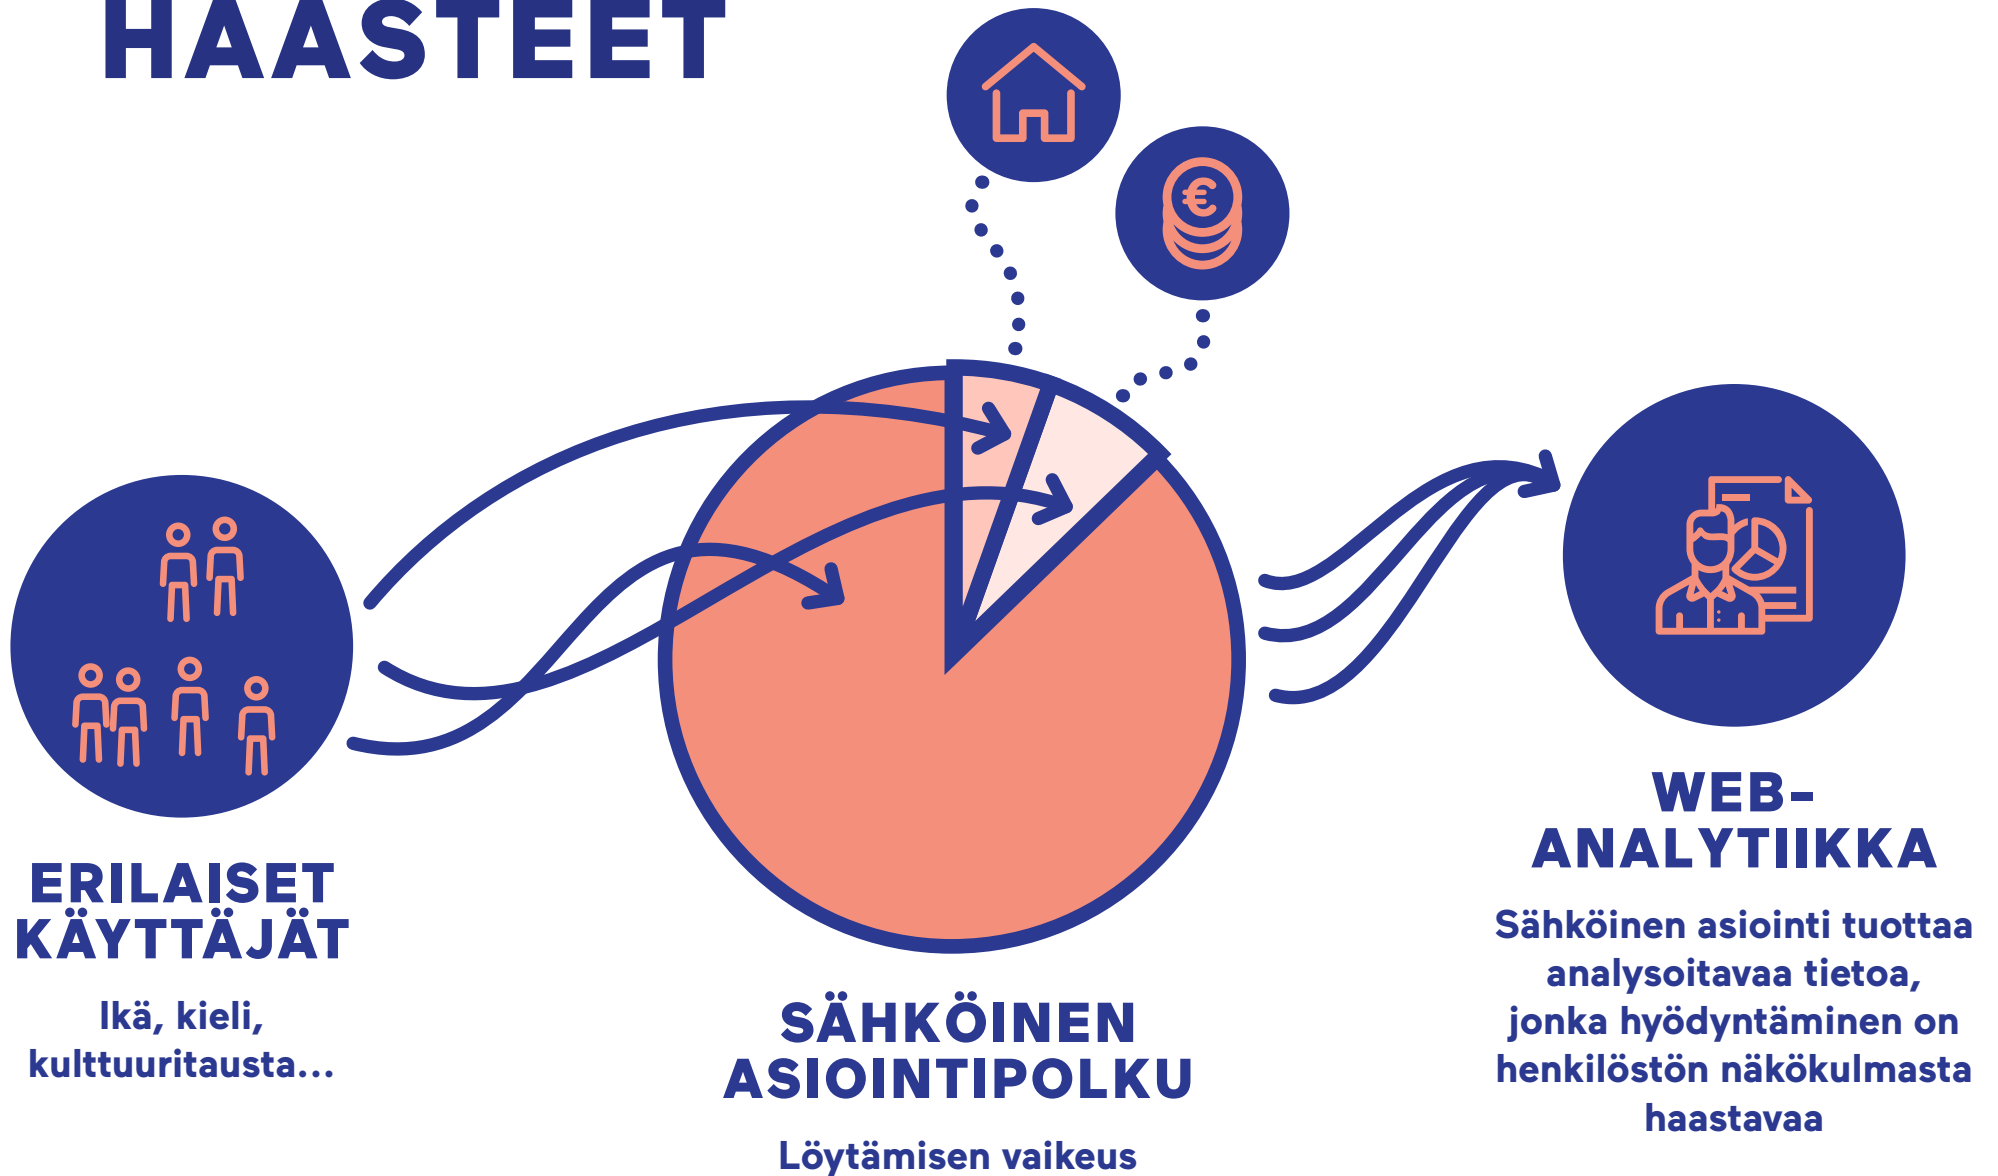 HAASTEET
€
ERILAISET
KÄYTTÄJÄT
Ikä, kieli,
kulttuuritausta...
SÄHKÖINEN
ASIOINTIPOLKU
Löytämisen vaikeus
WEB-
ANALYTIIKKA
Sähköinen asiointi tuottaa
analysoitavaa tietoa,
jonka hyödyntäminen on
henkilöstön näkökulmasta
haastavaa